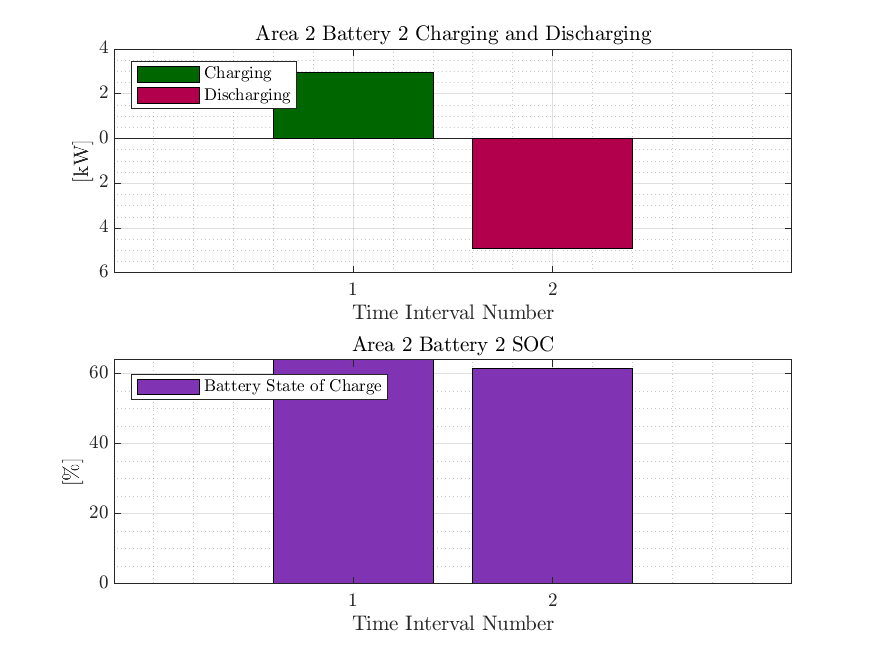 Area 2 Battery 2 Charging and Discharging
4
2
0
2
4
6
[kW]
Charging
Discharging
1 2
Time Interval Number
Area 2 Battery 2 SOC
60
40
20
0
[%]
Battery State of Charge
1 2
Time Interval Number